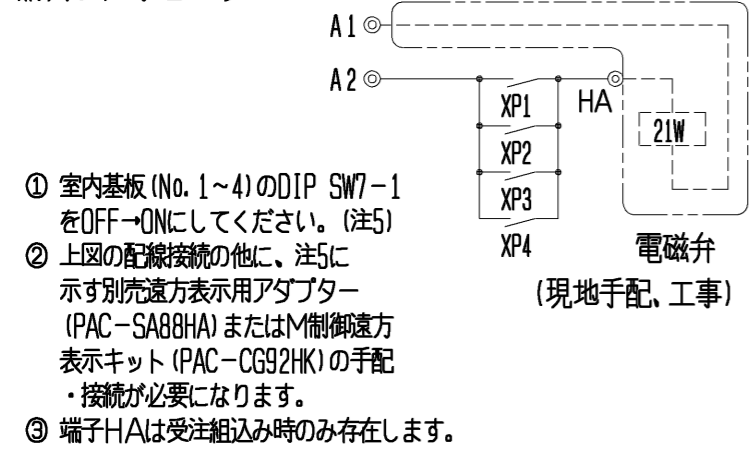 A1
A2
XP1
HA
21W
XP2
XP3
XP4
電磁弁
(現地手配、工事)
① 室内基板(No.1~4)のDIP SW7-1
をOFF→ONにしてください。(注5)
② 上図の配線接続の他に、注5に
示す別売遠方表示用アダプター
(PAC-SA88HA)またはM制御遠方
表示キット(PAC-CG92HK)の手配
・接続が必要になります。
③ 端子HAは受注組込み時のみ存在します。